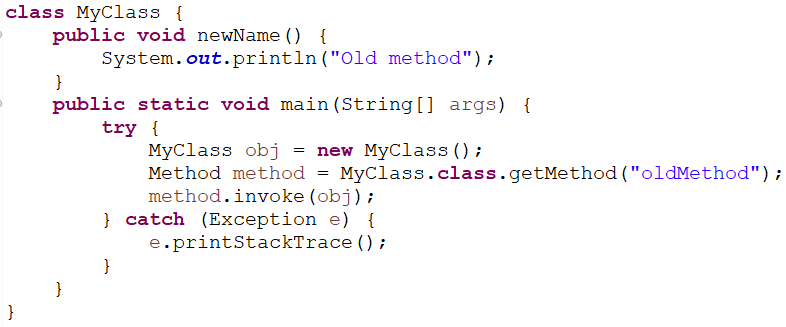 class MyClass {
    public void newName() {
        System.out.println("Old method");
    }
    public static void main(String[] args) {
        try {
            MyClass obj = new MyClass();
            Method method = MyClass.class.getMethod("oldMethod");
            method.invoke(obj);
        } catch (Exception e) {
            e.printStackTrace();
        }
    }
}